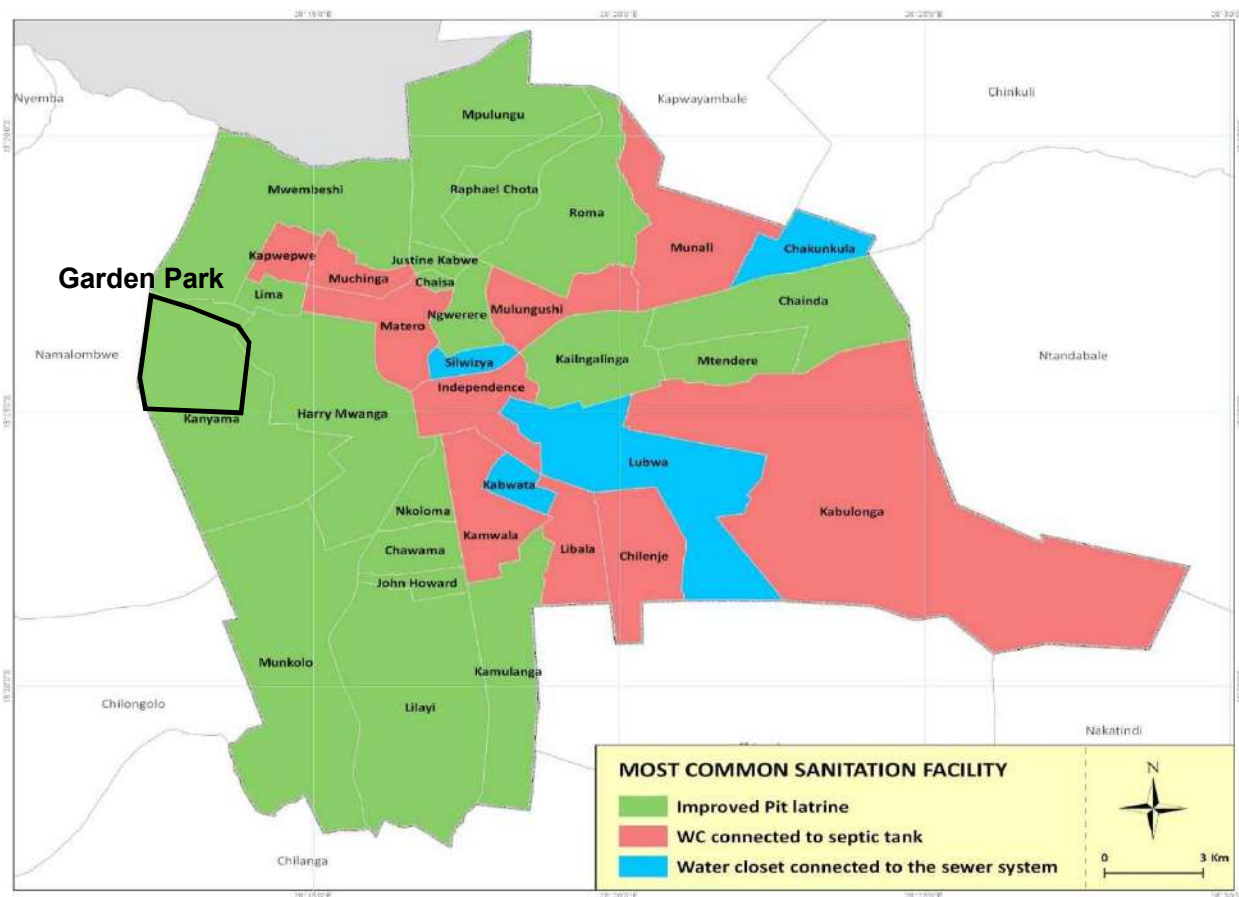 Nyemba
Kapwayambale
Chinkuli
Mpulungu
Mwembeshi
Raphael Chota
Roma
Munali
Chakunkula
Kapwepwe
Justine Kabwe
Garden Park
Muchinga
Chaisa
Lima
Ngwerere
Mulungushi
Chainda
Matero
Namalombwe
Silwizya
Kailngalinga
Mtendere
Ntandabale
Independence
Kanyama
Harry Mwanga
Lubwa
Kabwata
Nkoloma
Kabulonga
Kamwala
Chawama
Libala
Chilenje
John Howard
Munkolo
Kamulanga
Chilongolo
Lilayi
Nakatindi
Chilanga
MOST COMMON SANITATION FACILITY
Improved Pit latrine
WC connected to septic tank
Water closet connected to the sewer system
N
0 3 Km